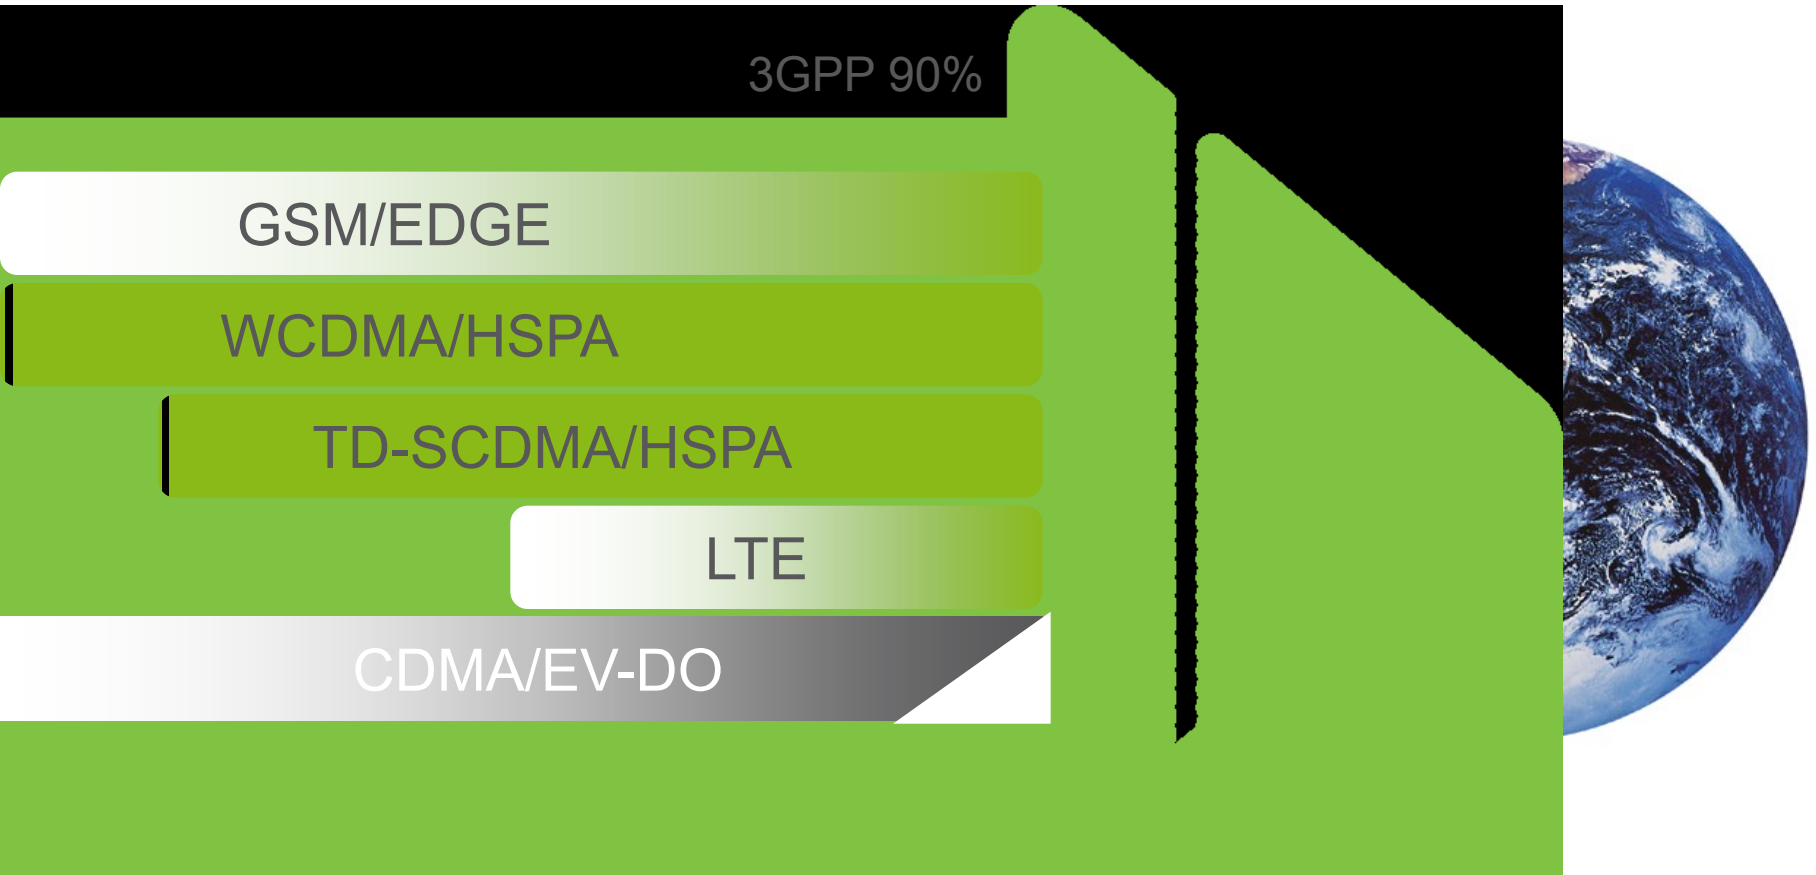 3GPP 90%
GSM/EDGE
WCDMA/HSPA
TD-SCDMA/HSPA
LTE
CDMA/EV-DO